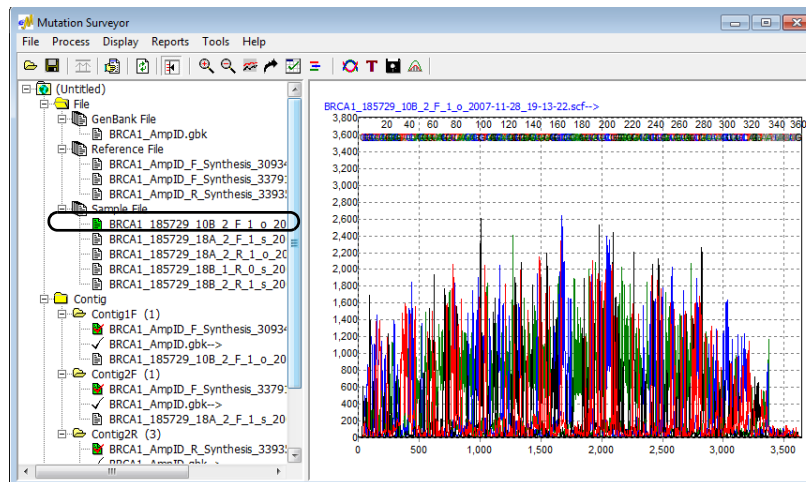 Mutation Surveyor
File Process Display Reports Tools Help
(Untitled)
File
GenBank File
BRCA1_AmpID.gbk
Reference File
BRCA1_AmpID_F_Synthesis_3093
BRCA1_AmpID_F_Synthesis_3379
BRCA1_AmpID_R_Synthesis_3393
Sample File
BRCA1_185729_10B_2_F_1_o_20
BRCA1_185729_18A_2_F_1_s_20
BRCA1_185729_18A_2_R_1_o_20
BRCA1_185729_18B_1_R_0_s_20
BRCA1_185729_18B_2_R_1_s_20
Contig
Contig1F (1)
BRCA1_AmpID_F_Synthesis_3093
BRCA1_AmpID.gbk-->
BRCA1_185729_10B_2_F_1_o_20
Contig2F (1)
BRCA1_AmpID_F_Synthesis_3379
BRCA1_AmpID.gbk-->
BRCA1_185729_18A_2_F_1_s_20
Contig2R (3)
BRCA1_AmpID_R_Synthesis_3393
BRCA1_AmpID.gbk-->
BRCA1_185729_10B_2_F_1_o_2007-11-28_19-13-22.scf-->
20 40 60 80 100 120 140 160 180 200 220 240 260 280 300 320 340 360
3,800
3,600
3,400
3,200
3,000
2,800
2,600
2,400
2,200
2,000
1,800
1,600
1,400
1,200
1,000
800
600
400
200
0
0 500 1,000 1,500 2,000 2,500 3,000 3,500